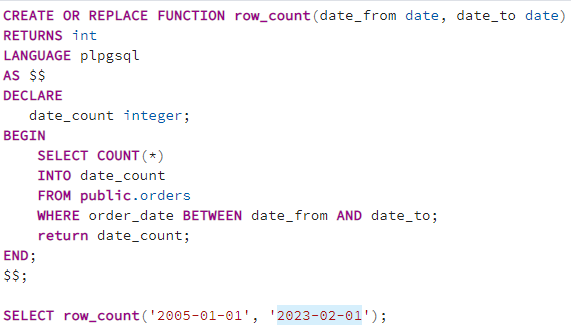 CREATE OR REPLACE FUNCTION row_count(date_from date, date_to date)
RETURNS int
LANGUAGE plpgsql
AS $$
DECLARE
   date_count integer;
BEGIN
    SELECT COUNT(*)
    INTO date_count
    FROM public.orders
    WHERE order_date BETWEEN date_from AND date_to;
    return date_count;
END;
$$;

SELECT row_count('2005-01-01', '2023-02-01');